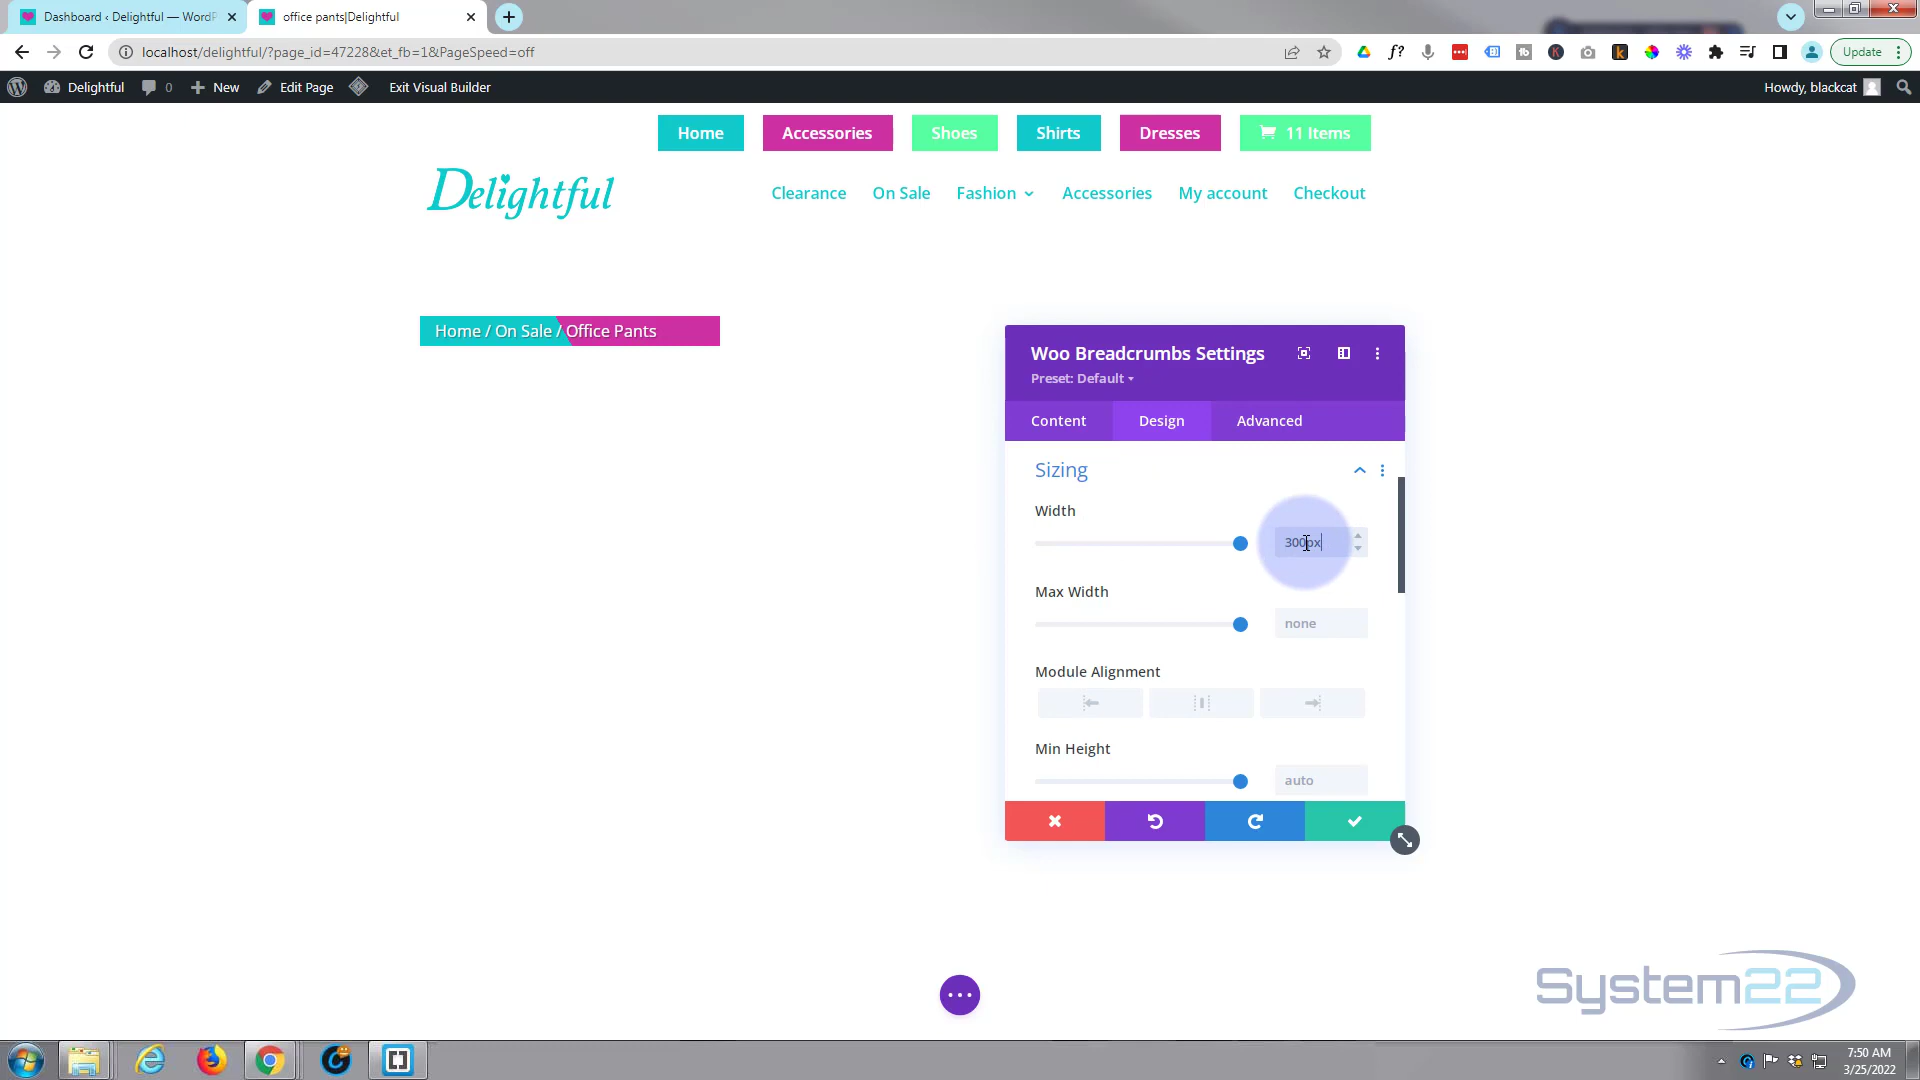 Dashboard ‹ Delightful — WordP
office pants|Delightful
localhost/delightful/?page_id=47228&et_fb=1&PageSpeed=off
Update
Delightful
0
New
Edit Page
Exit Visual Builder
Howdy, blackcat
Home
Accessories
Shoes
Shirts
Dresses
11 Items
Delightful
Clearance
On Sale
Fashion
Accessories
My account
Checkout
Home / On Sale / Office Pants
Woo Breadcrumbs Settings
Preset: Default
Content
Design
Advanced
Sizing
Width
300px
Max Width
none
Module Alignment
Min Height
auto
System22
7:50 AM
3/25/2022